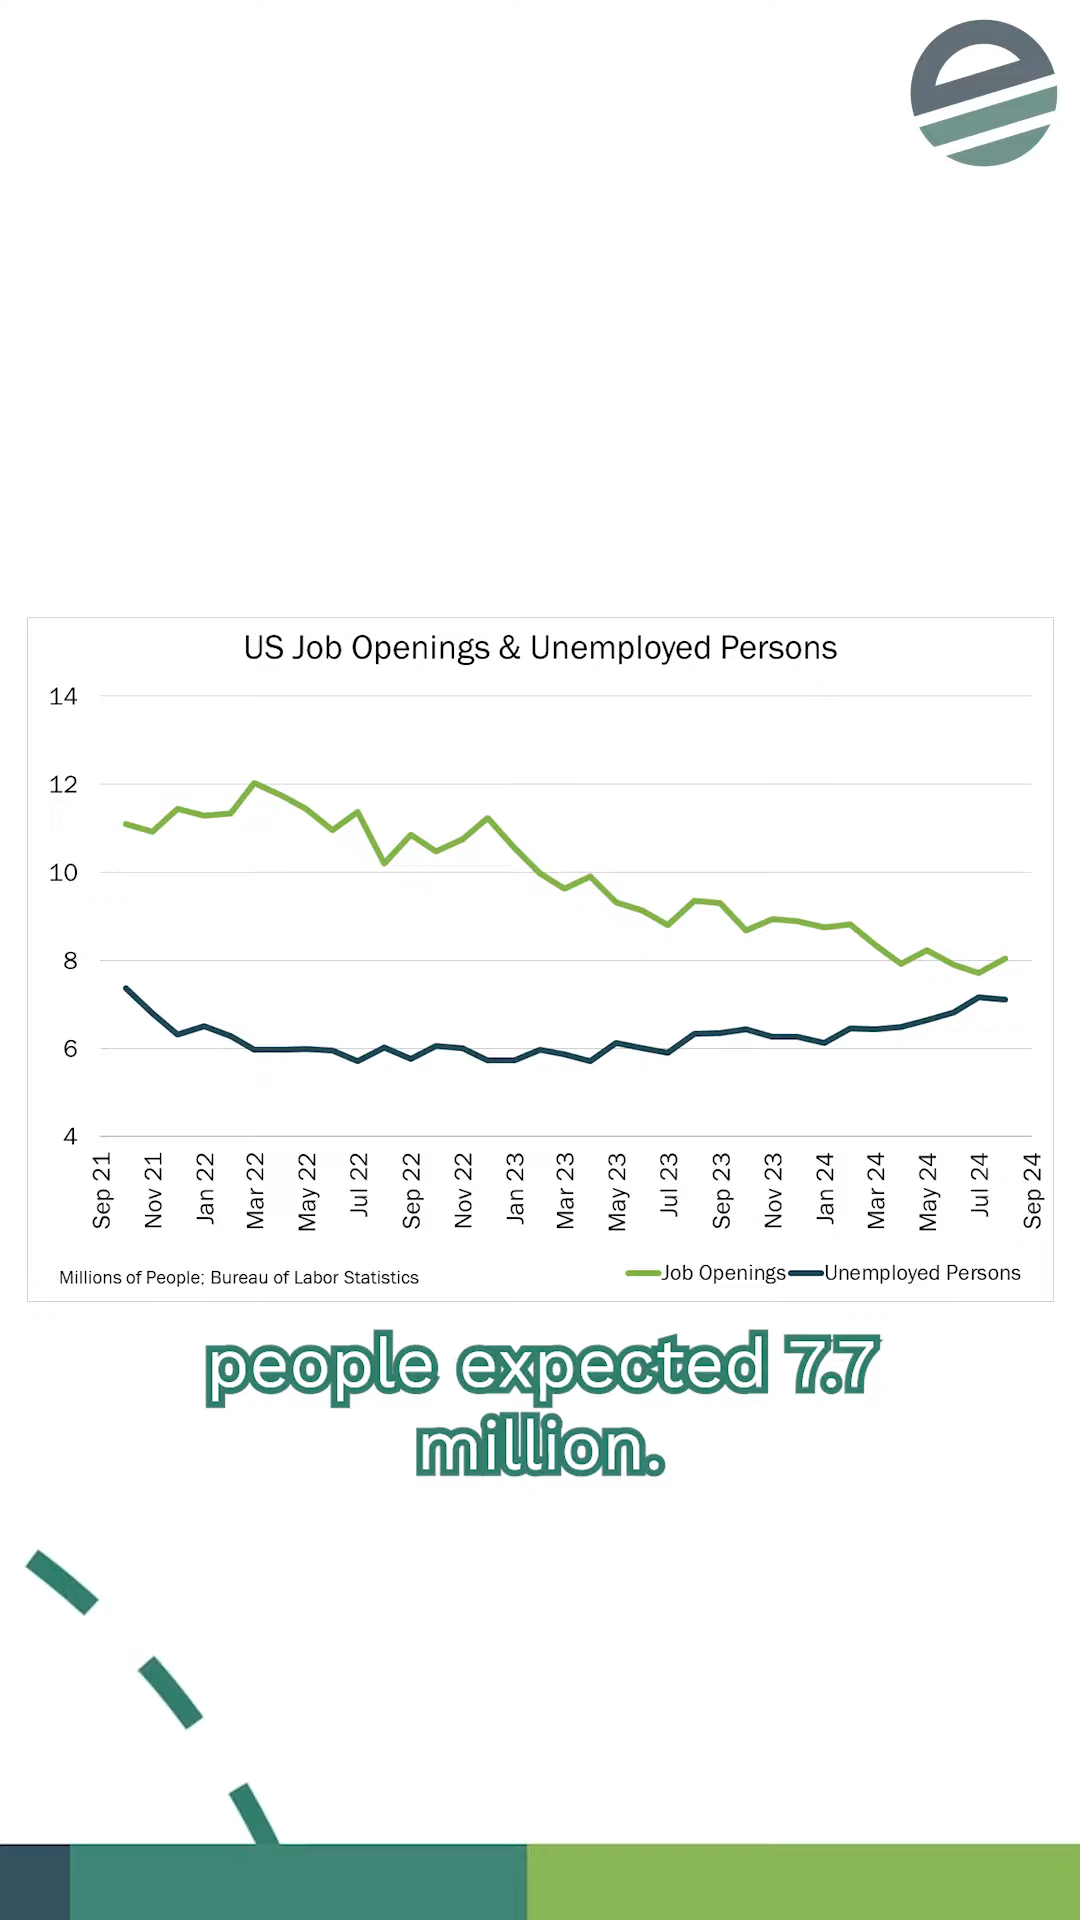 US Job Openings & Unemployed Persons
14
12
10
8
6
4
Sep 21
Nov 21
Jan 22
Mar 22
May 22
Jul 22
Sep 22
Nov 22
Jan 23
Mar 23
May 23
Jul 23
Sep 23
Nov 23
Jan 24
Mar 24
May 24
Jul 24
Sep 24
Millions of People; Bureau of Labor Statistics
Job Openings
Unemployed Persons
people expected 7.7
million.